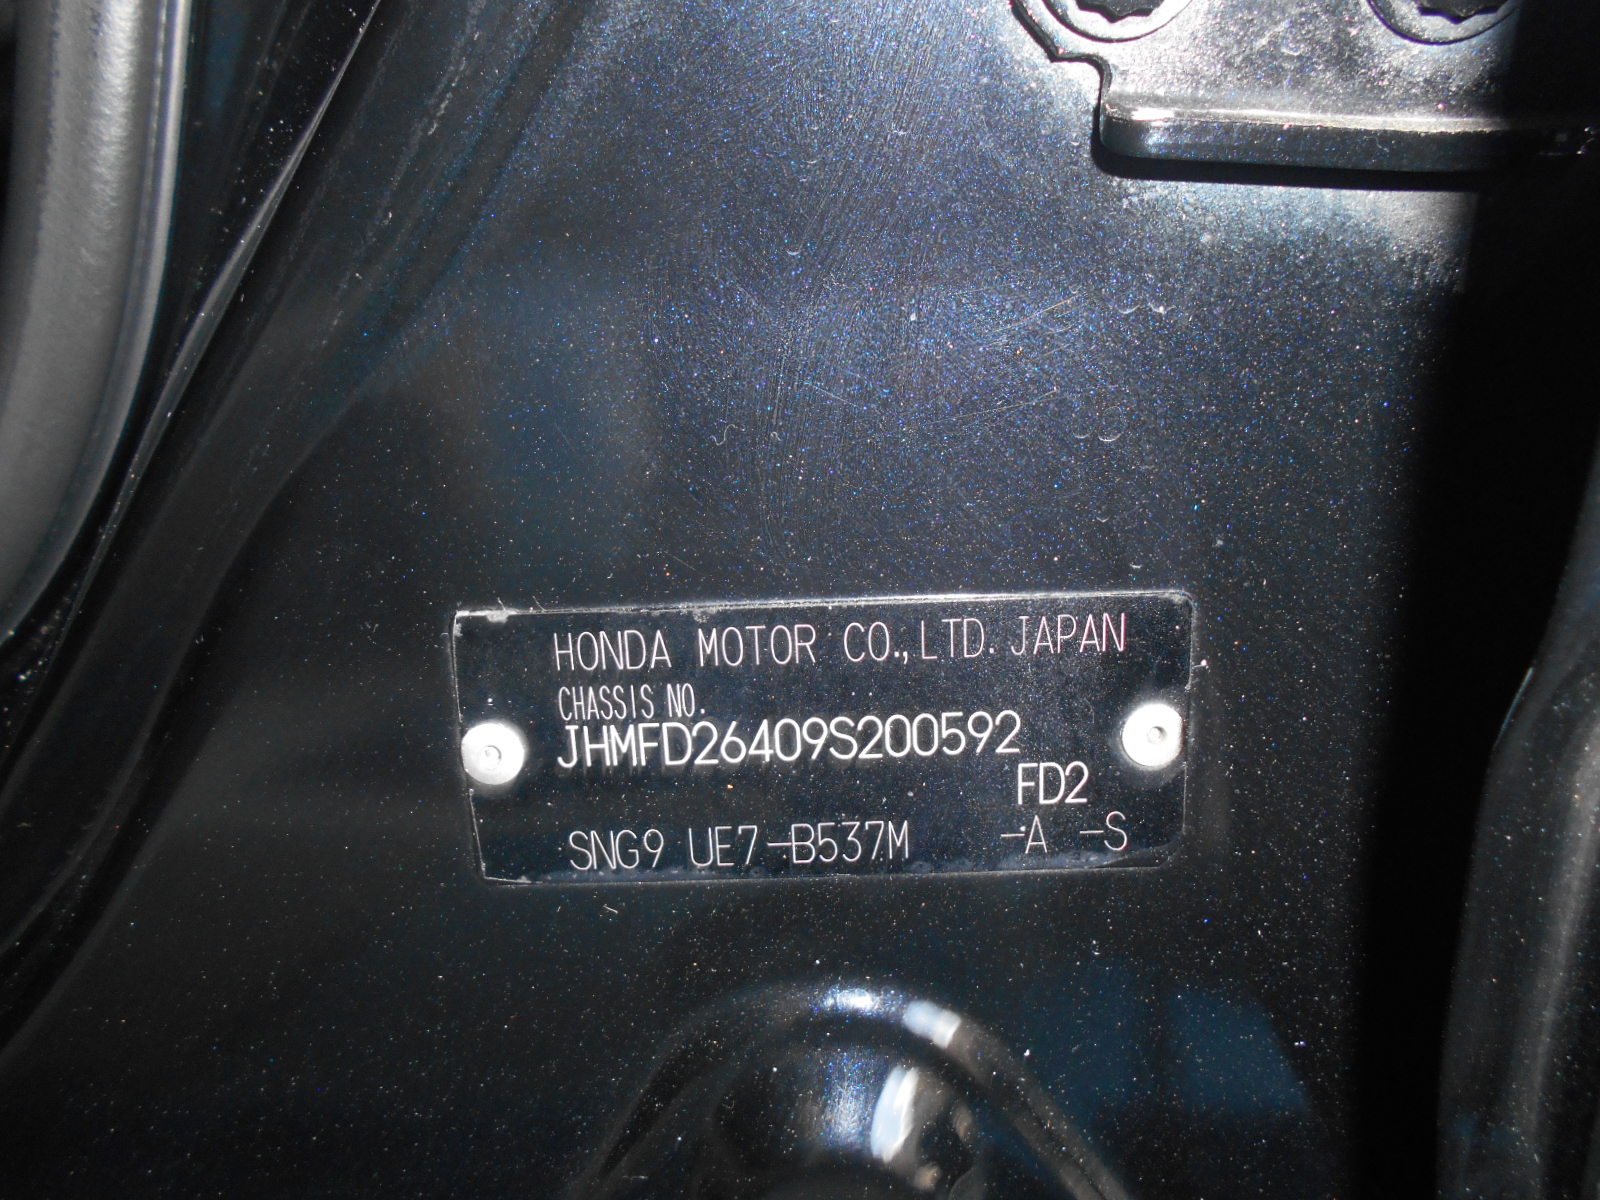 HONDA MOTOR CO.,LTD. JAPAN
CHASSIS NO.
JHMFD26409S200592
FD2
SNG9 UE7-B537M -A -S